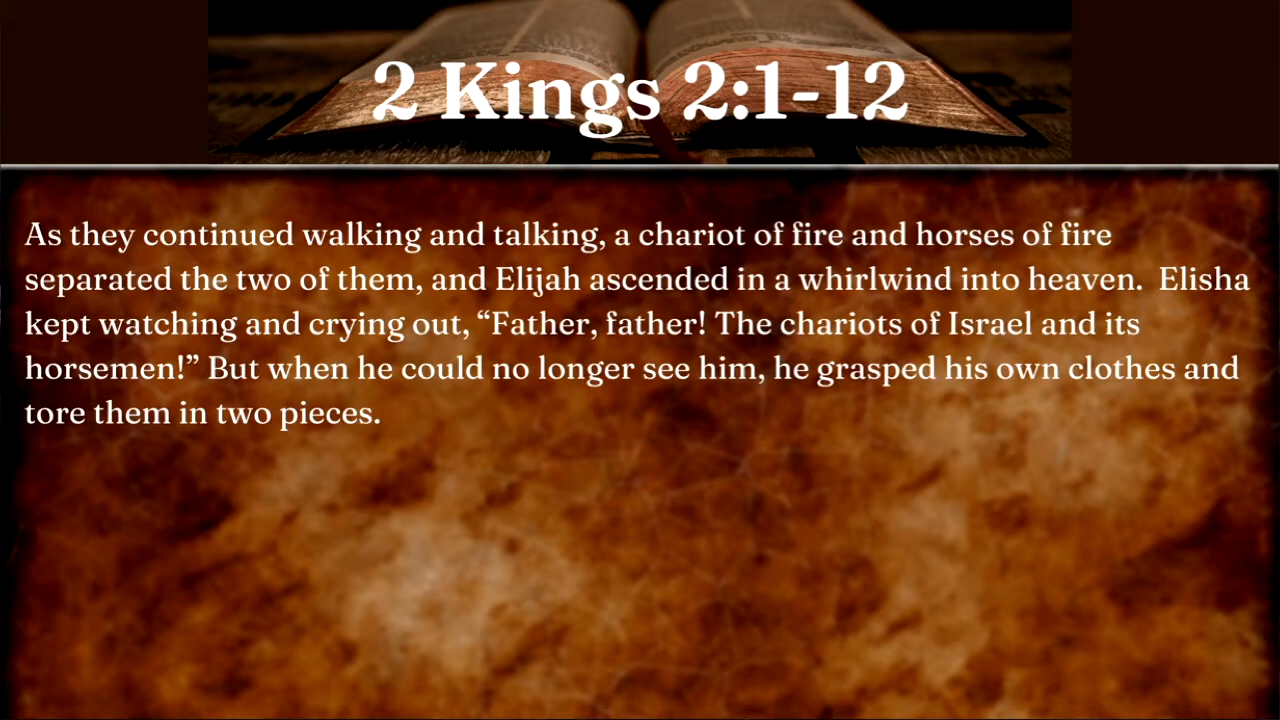 2 Kings 2:1-12
As they continued walking and talking, a chariot of fire and horses of fire
separated the two of them, and Elijah ascended in a whirlwind into heaven.  Elisha
kept watching and crying out, “Father, father! The chariots of Israel and its
horsemen!” But when he could no longer see him, he grasped his own clothes and
tore them in two pieces.